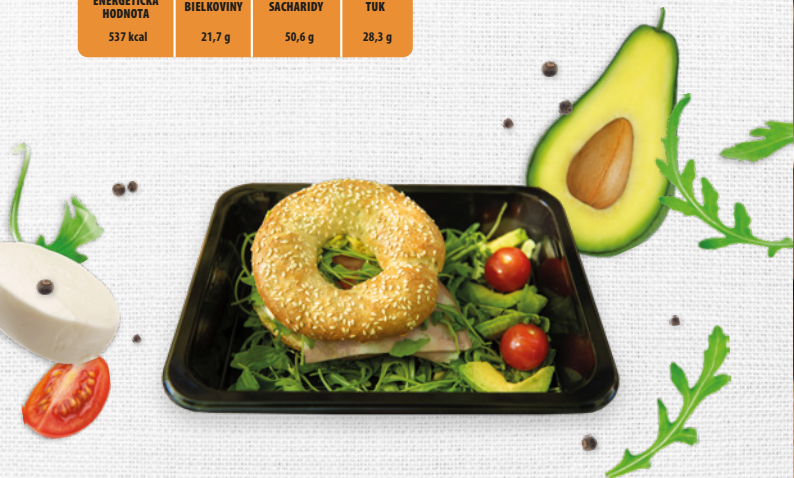 ENERGETICKÁ
HODNOTA
BIELKOVINY
SACHARIDY
TUK
537 kcal
21,7 g
50,6 g
28,3 g